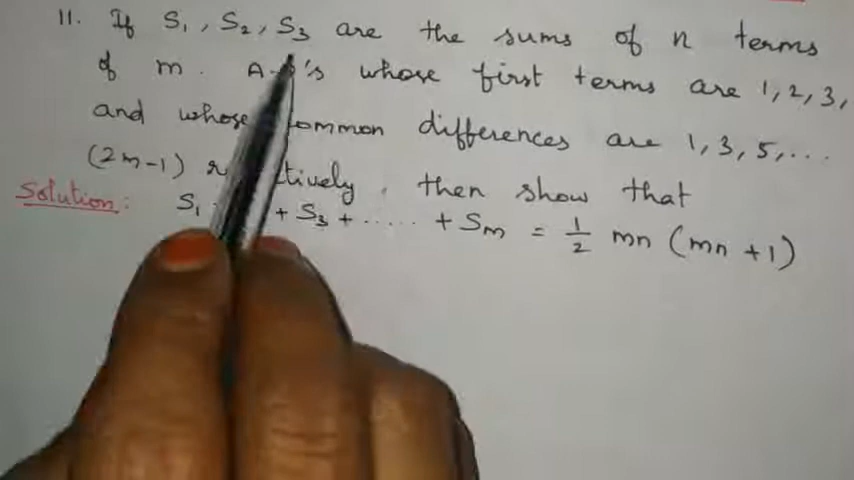 11. If S₁, S₂, S₃ are the sums of n terms
of m. 's whose first terms are 1, 2, 3,
and whose common differences are 1, 3, 5, ...
(2m-1) , then show that
Solution: S₁ + S₃ + ..... + Sₘ = 1/2 mn (mn +1)